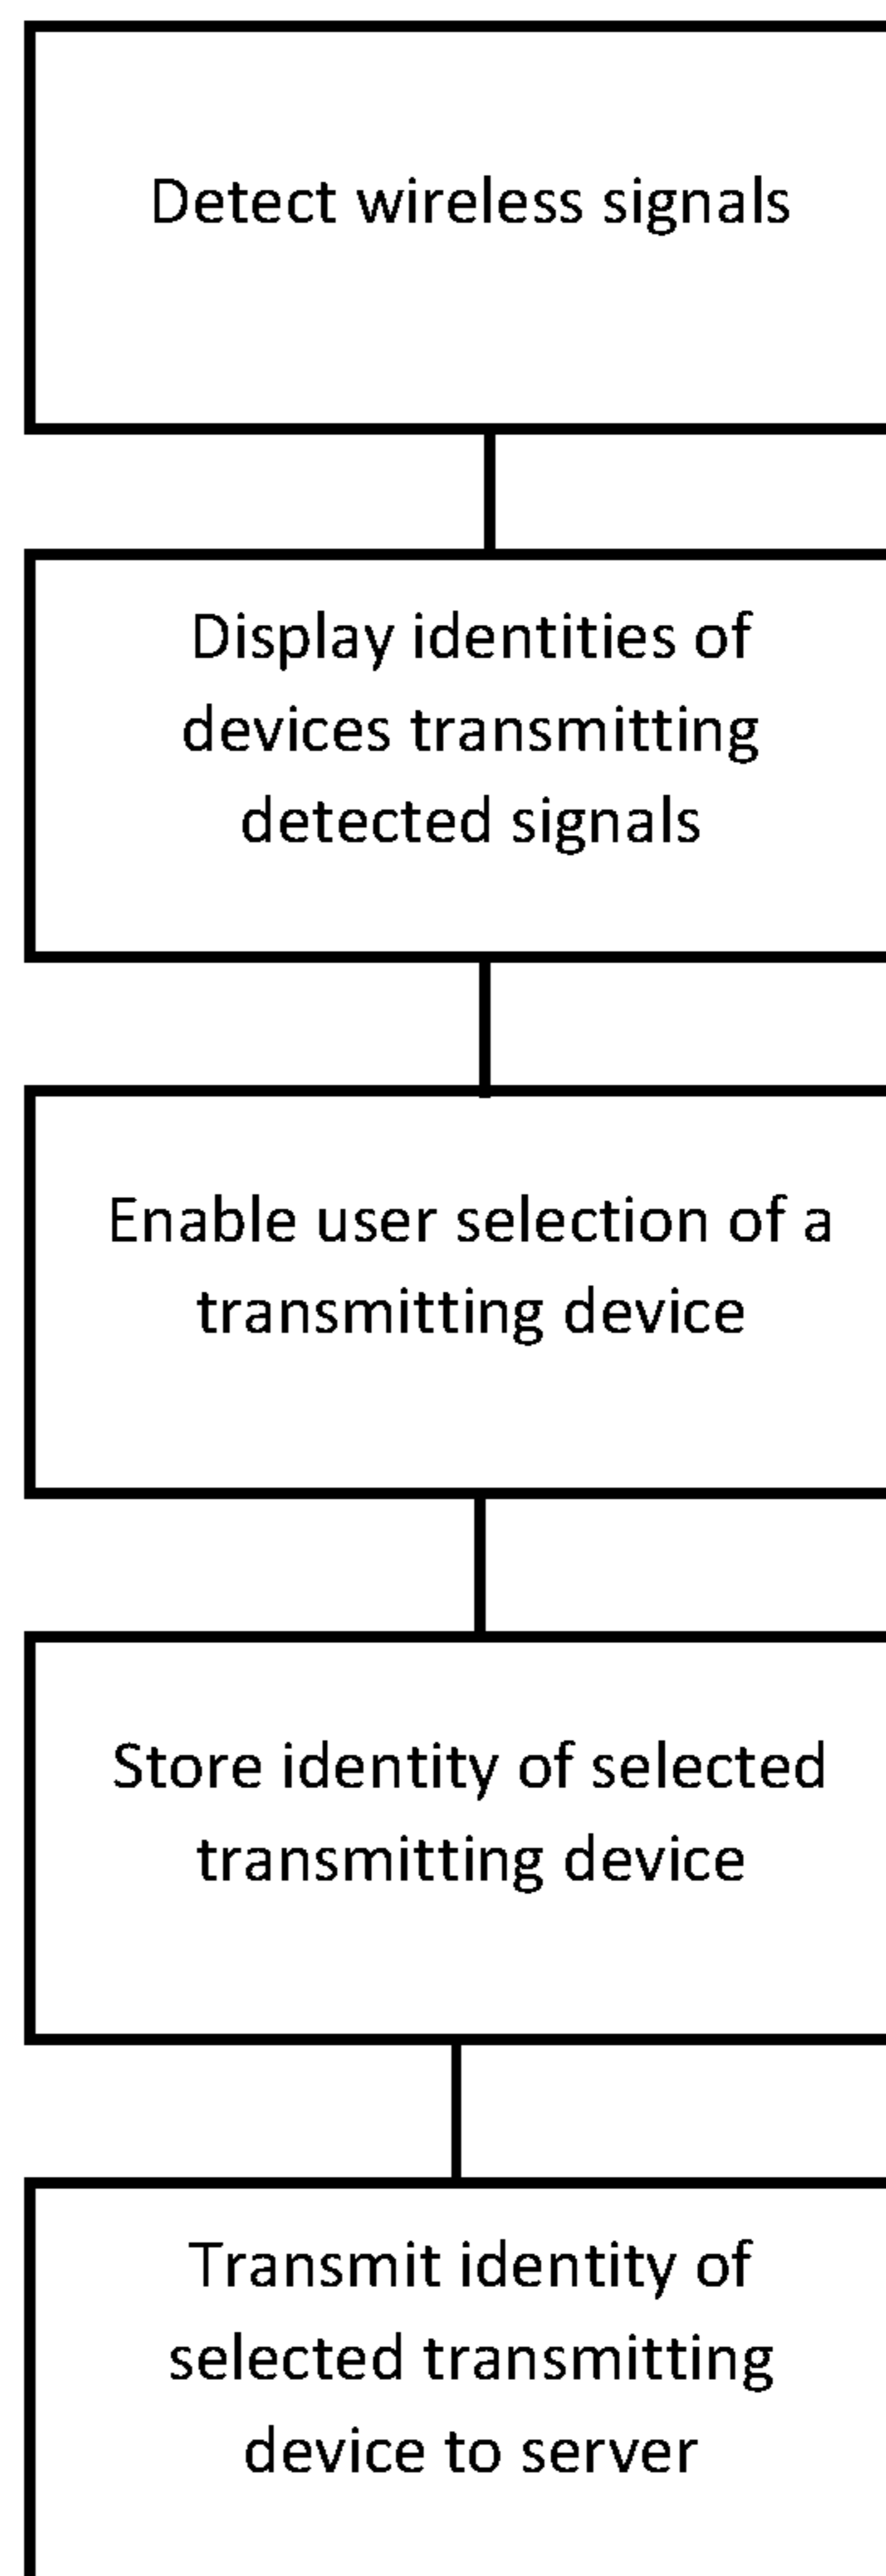 Detect wireless signals
Display identities of
devices transmitting
detected signals
Enable user selection of a
transmitting device
Store identity of selected
transmitting device
Transmit identity of
selected transmitting
device to server